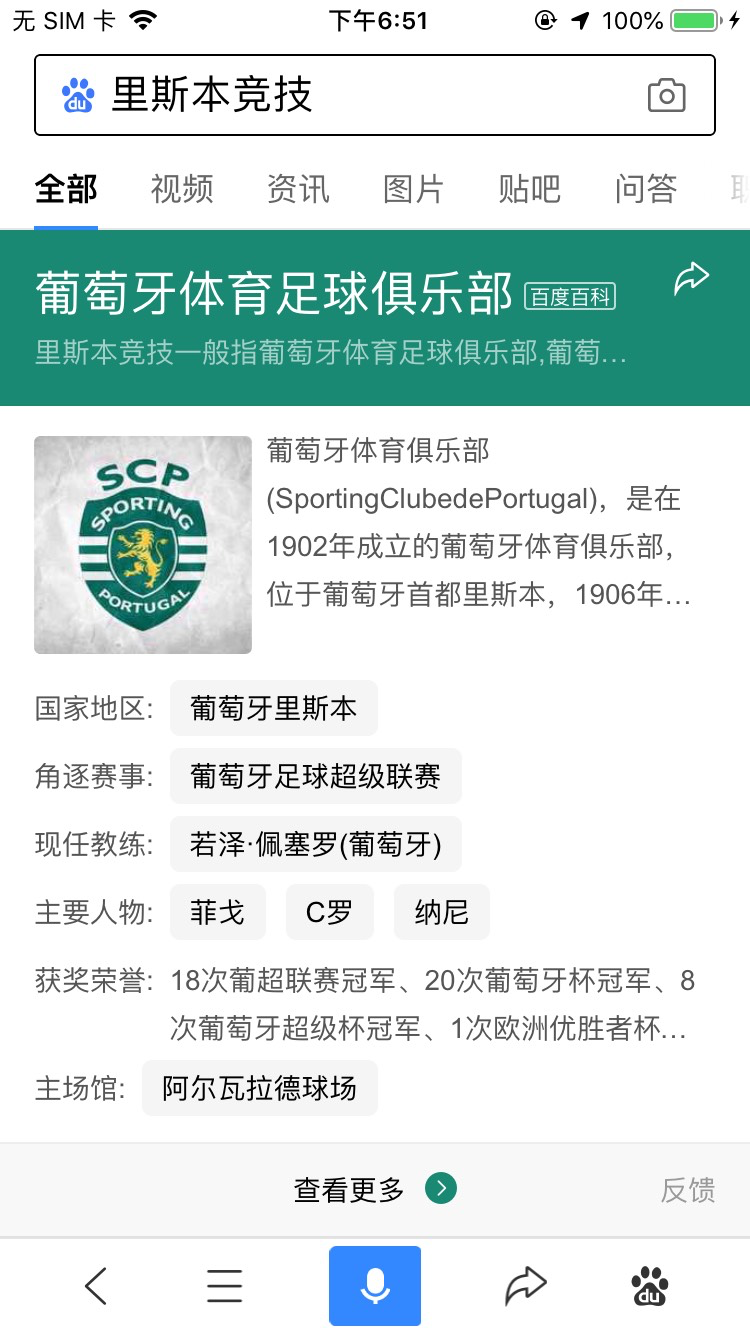 无 SIM 卡 下午6:51 100%
du 里斯本竞技
全部 视频 资讯 图片 贴吧 问答
葡萄牙体育足球俱乐部 百度百科
里斯本竞技一般指葡萄牙体育足球俱乐部,葡萄...
SCP
SPORTING
PORTUGAL
葡萄牙体育俱乐部
(SportingClubedePortugal)，是在
1902年成立的葡萄牙体育俱乐部，
位于葡萄牙首都里斯本，1906年...
国家地区: 葡萄牙里斯本
角逐赛事: 葡萄牙足球超级联赛
现任教练: 若泽·佩塞罗(葡萄牙)
主要人物: 菲戈 C罗 纳尼
获奖荣誉: 18次葡超联赛冠军、20次葡萄牙杯冠军、8
次葡萄牙超级杯冠军、1次欧洲优胜者杯...
主场馆: 阿尔瓦拉德球场
查看更多 反馈
du